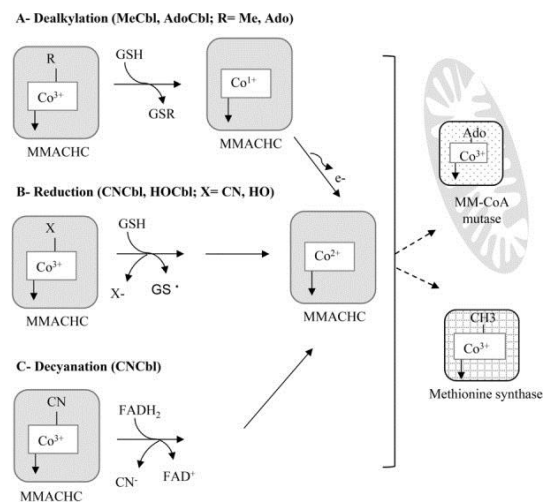 A- Dealkylation (MeCbl, AdoCbl; R= Me, Ado)
R
Co3+
MMACHC
GSH
GSR
Co1+
MMACHC
e-
B- Reduction (CNCbl, HOCbl; X= CN, HO)
X
Co3+
MMACHC
GSH
X-
GS •
Co2+
MMACHC
C- Decyanation (CNCbl)
CN
Co3+
MMACHC
FADH2
CN-
FAD+
Ado
Co3+
MM-CoA
mutase
CH3
Co3+
Methionine synthase